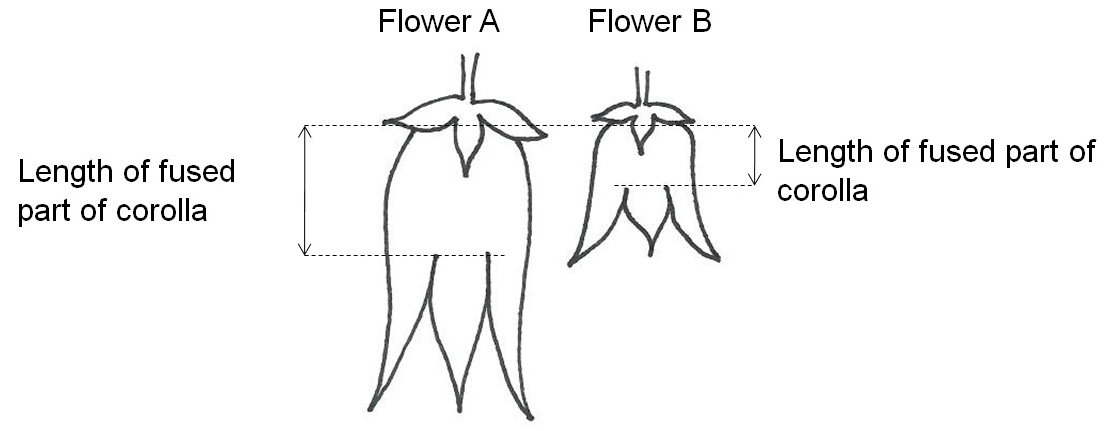 Flower A
Flower B
Length of fused
part of corolla
Length of fused part of
corolla